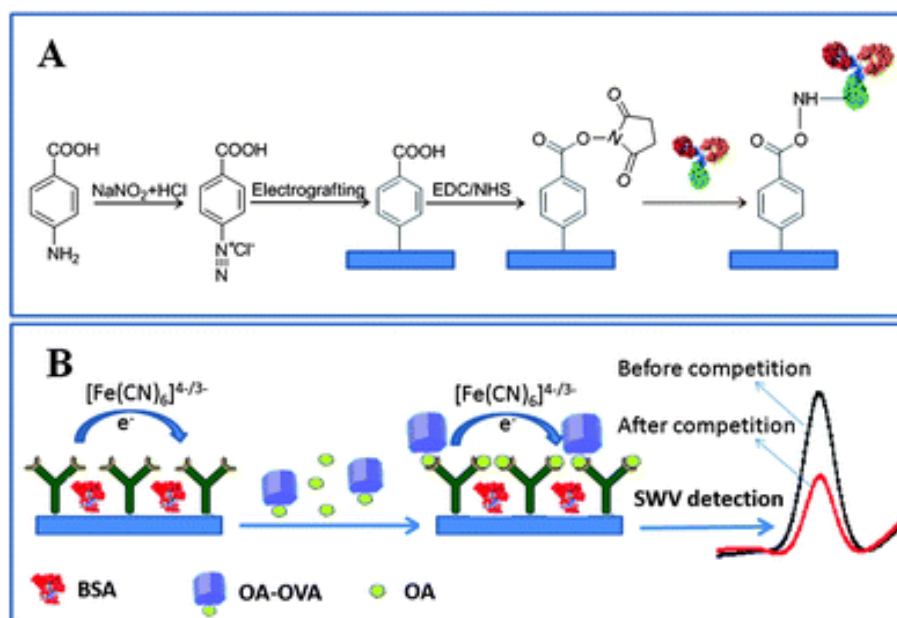 A
COOH
NH₂
NaNO₂+HCl
COOH
N⁺Cl⁻
N
Electrografting
COOH
EDC/NHS
O
O
O
N
O
O
O
NH
B
[Fe(CN)₆]⁴⁻/³⁻
e⁻
[Fe(CN)₆]⁴⁻/³⁻
e⁻
Before competition
After competition
SWV detection
BSA
OA-OVA
OA